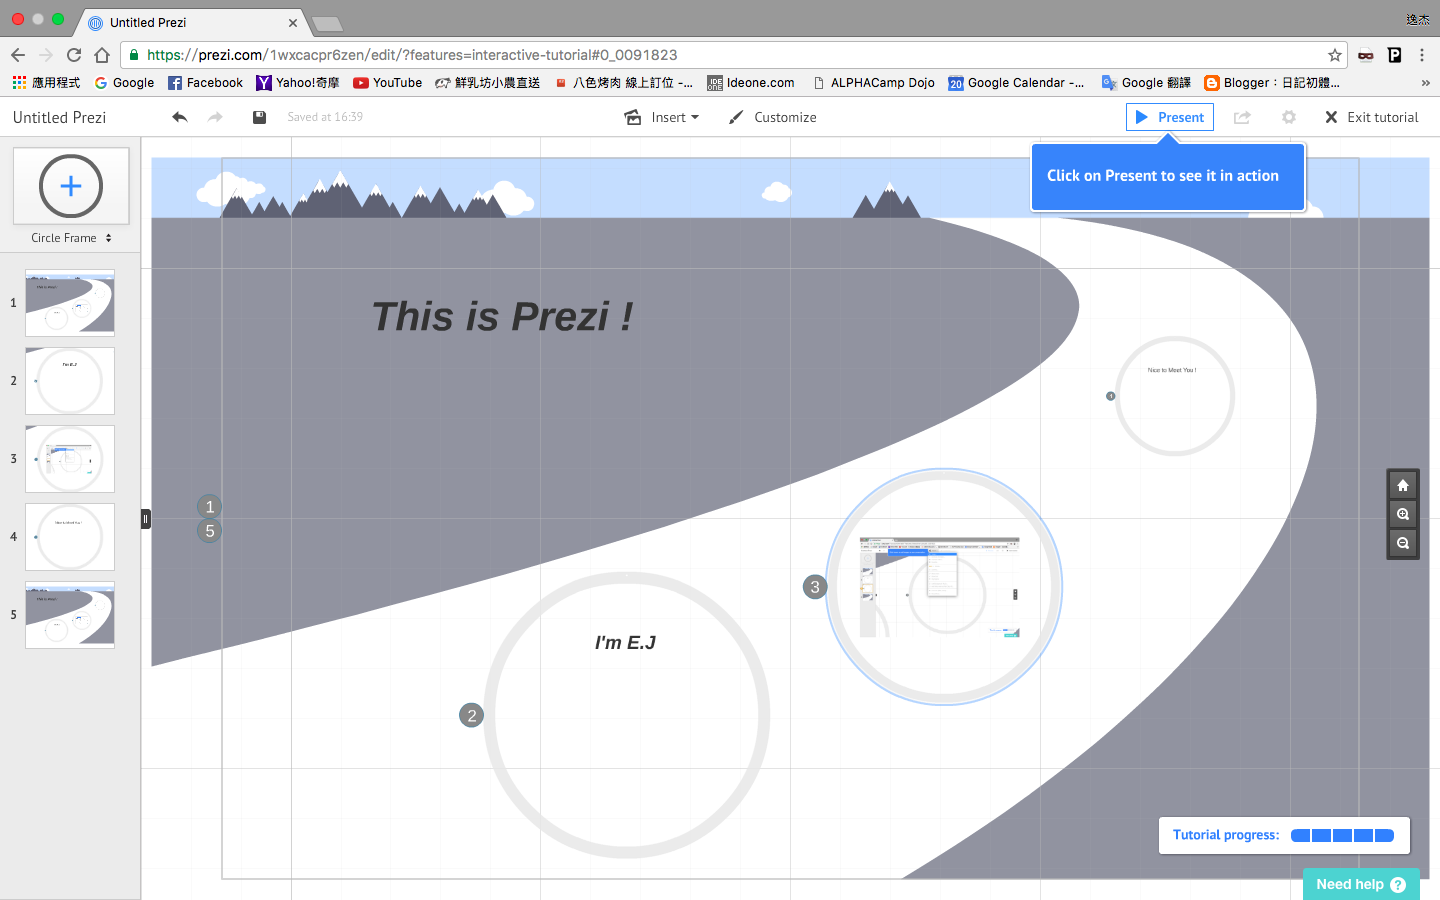 Untitled Prezi
逸杰
https://prezi.com/1wxcacpr6zen/edit/?features=interactive-tutorial#0_0091823
應用程式 Google Facebook Yahoo!奇摩 YouTube 鮮乳坊小農直送 八色烤肉 線上訂位 -... Ideone.com ALPHACamp Dojo Google Calendar -... Google 翻譯 Blogger：日記初體... »
Untitled Prezi Saved at 16:39 Insert Customize Present Exit tutorial
Click on Present to see it in action
Circle Frame
1
2
I'm E.J
3
4
5
This is Prezi !
Nice to Meet You !
4
1
5
3
I'm E.J
2
Tutorial progress:
Need help ?